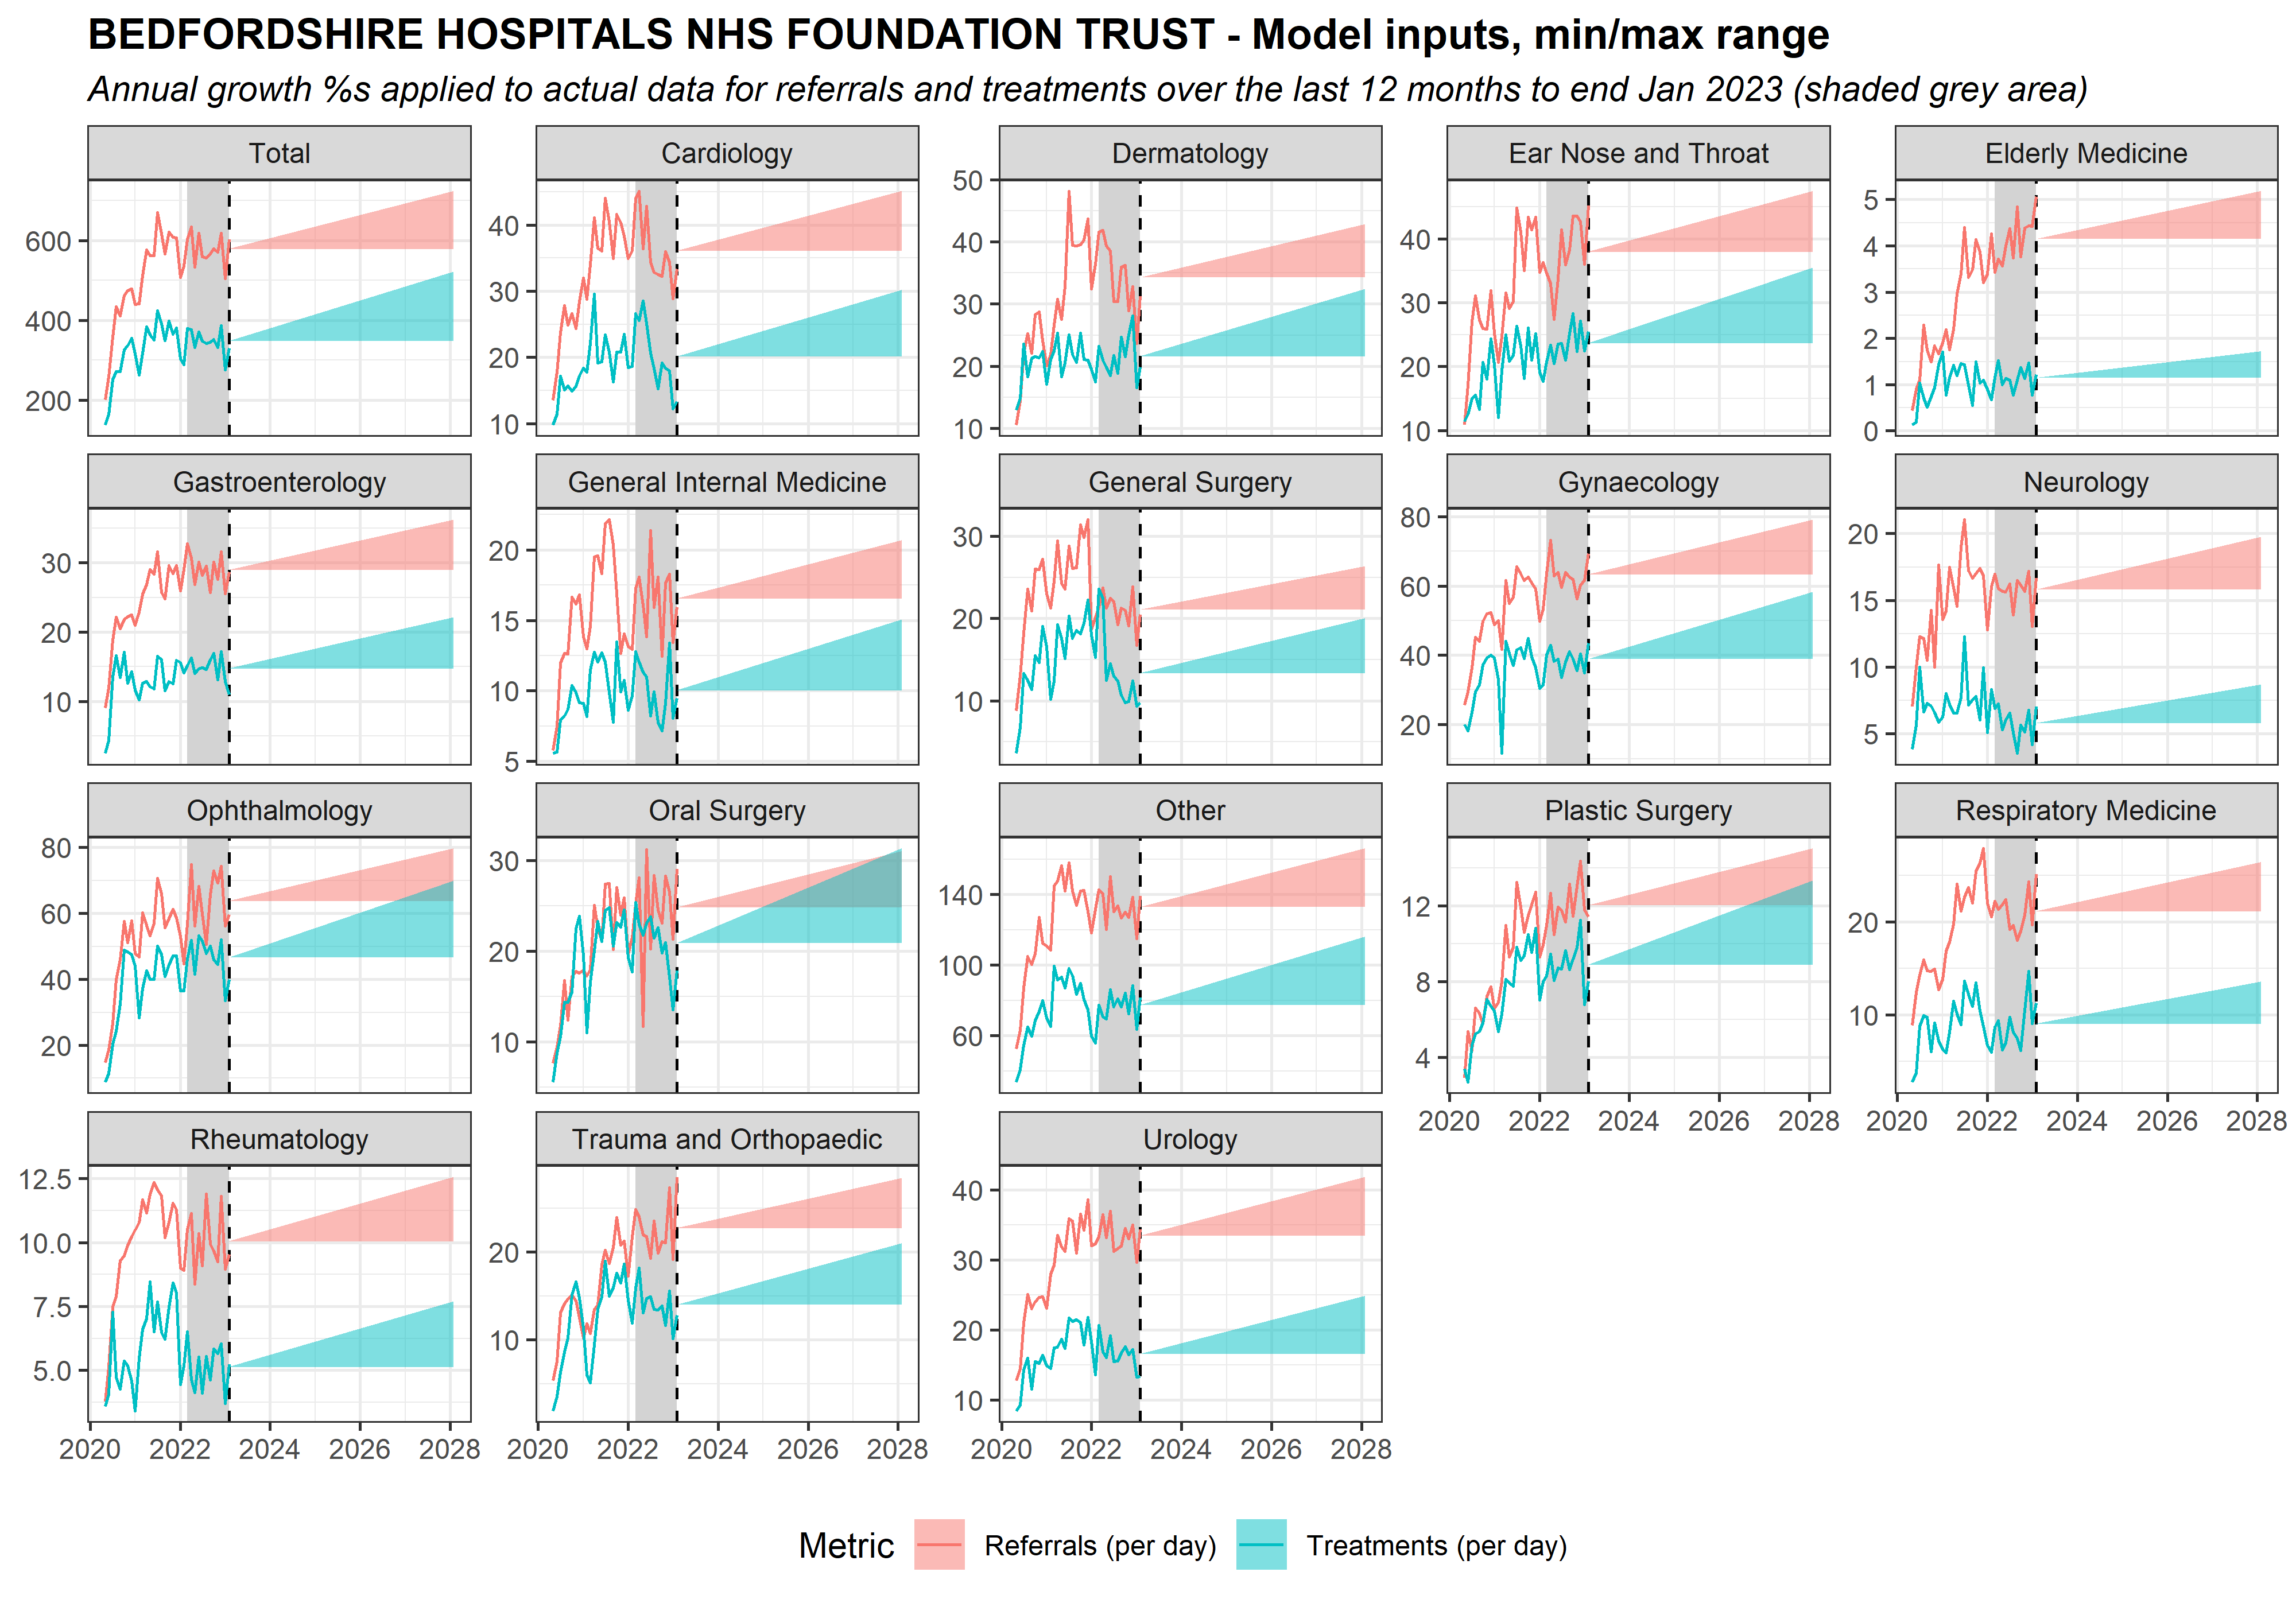 BEDFORDSHIRE HOSPITALS NHS FOUNDATION TRUST - Model inputs, min/max range
Annual growth %s applied to actual data for referrals and treatments over the last 12 months to end Jan 2023 (shaded grey area)
Total
600
400
200
Cardiology
40
30
20
10
Dermatology
50
40
30
20
10
Ear Nose and Throat
40
30
20
10
Elderly Medicine
5
4
3
2
1
0
Gastroenterology
30
20
10
General Internal Medicine
20
15
10
5
General Surgery
30
20
10
Gynaecology
80
60
40
20
Neurology
20
15
10
5
Ophthalmology
80
60
40
20
Oral Surgery
30
20
10
Other
140
100
60
Plastic Surgery
12
8
4
2020 2022 2024 2026 2028
Respiratory Medicine
20
10
2020 2022 2024 2026 2028
Rheumatology
12.5
10.0
7.5
5.0
2020 2022 2024 2026 2028
Trauma and Orthopaedic
20
10
2020 2022 2024 2026 2028
Urology
40
30
20
10
2020 2022 2024 2026 2028
Metric Referrals (per day) Treatments (per day)